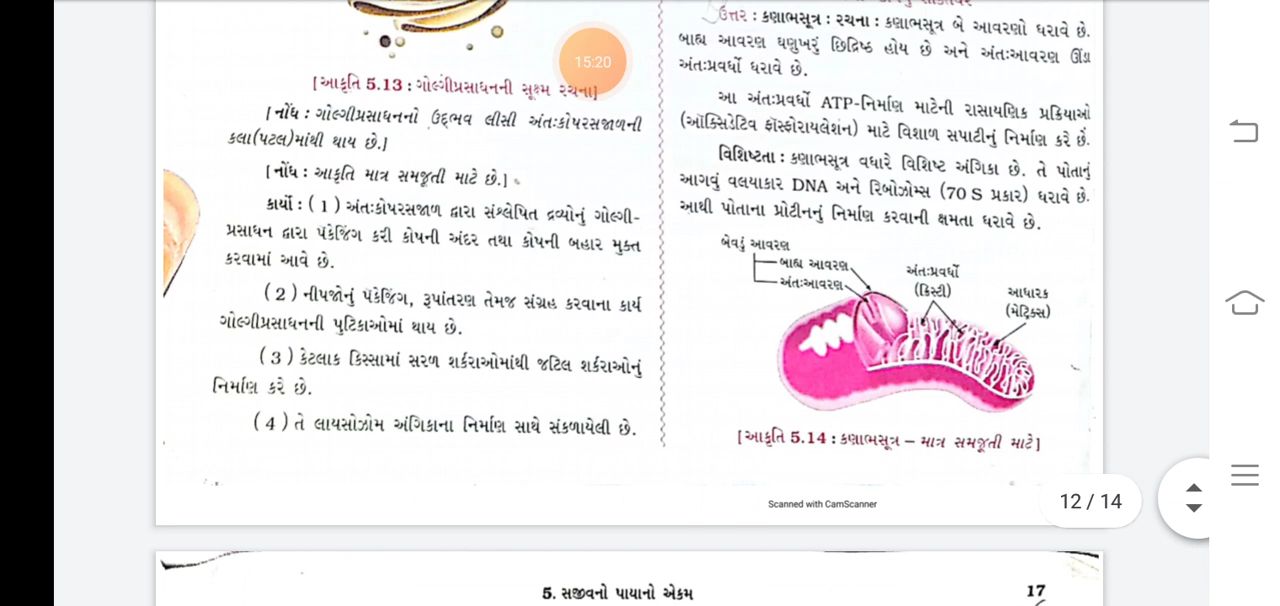 15:20
[આકૃતિ 5.13 : ગોલ્ગીપ્રસાધનની સૂક્ષ્મ રચના]
[નોંધ : ગોલ્ગીપ્રસાધનનો ઉદ્ભવ લીસી અંતઃકોષરસજાળની
કલા(પટલ)માંથી થાય છે.]
[નોંધ : આકૃતિ માત્ર સમજૂતી માટે છે.]
કાર્યો : (1) અંતઃકોષરસજાળ દ્વારા સંશ્લેષિત દ્રવ્યોનું ગોલ્ગી-
પ્રસાધન દ્વારા પૅકેજિંગ કરી કોષની અંદર તથા કોષની બહાર મુક્ત
કરવામાં આવે છે.
(2) નીપજોનું પૅકેજિંગ, રૂપાંતરણ તેમજ સંગ્રહ કરવાના કાર્ય
ગોલ્ગીપ્રસાધનની પુટિકાઓમાં થાય છે.
(3) કેટલાક કિસ્સામાં સરળ શર્કરાઓમાંથી જટિલ શર્કરાઓનું
નિર્માણ કરે છે.
(4) તે લાયસોઝોમ અંગિકાના નિર્માણ સાથે સંકળાયેલી છે.
ઉત્તર : કણાભસૂત્ર : રચના : કણાભસૂત્ર બે આવરણો ધરાવે છે.
બાહ્ય આવરણ ઘણુખરું છિદ્રિષ્ઠ હોય છે અને અંતઃઆવરણ ઊંડા
અંતઃપ્રવર્ધો ધરાવે છે.
આ અંતઃપ્રવર્ધો ATP-નિર્માણ માટેની રાસાયણિક પ્રક્રિયાઓ
(ઑક્સિડેટિવ ફૉસ્ફોરાયલેશન) માટે વિશાળ સપાટીનું નિર્માણ કરે છે.
વિશિષ્ટતા : કણાભસૂત્ર વધારે વિશિષ્ટ અંગિકા છે. તે પોતાનું
આગવું વલયાકાર DNA અને રિબોઝોમ્સ (70 S પ્રકાર) ધરાવે છે.
આથી પોતાના પ્રોટીનનું નિર્માણ કરવાની ક્ષમતા ધરાવે છે.
બેવડું આવરણ
બાહ્ય આવરણ
અંતઃઆવરણ
અંતઃપ્રવર્ધો
(ક્રિસ્ટી)
આધારક
(મેટ્રિક્સ)
[આકૃતિ 5.14 : કણાભસૂત્ર – માત્ર સમજૂતી માટે]
Scanned with CamScanner
12 / 14
5. સજીવનો પાયાનો એકમ
17